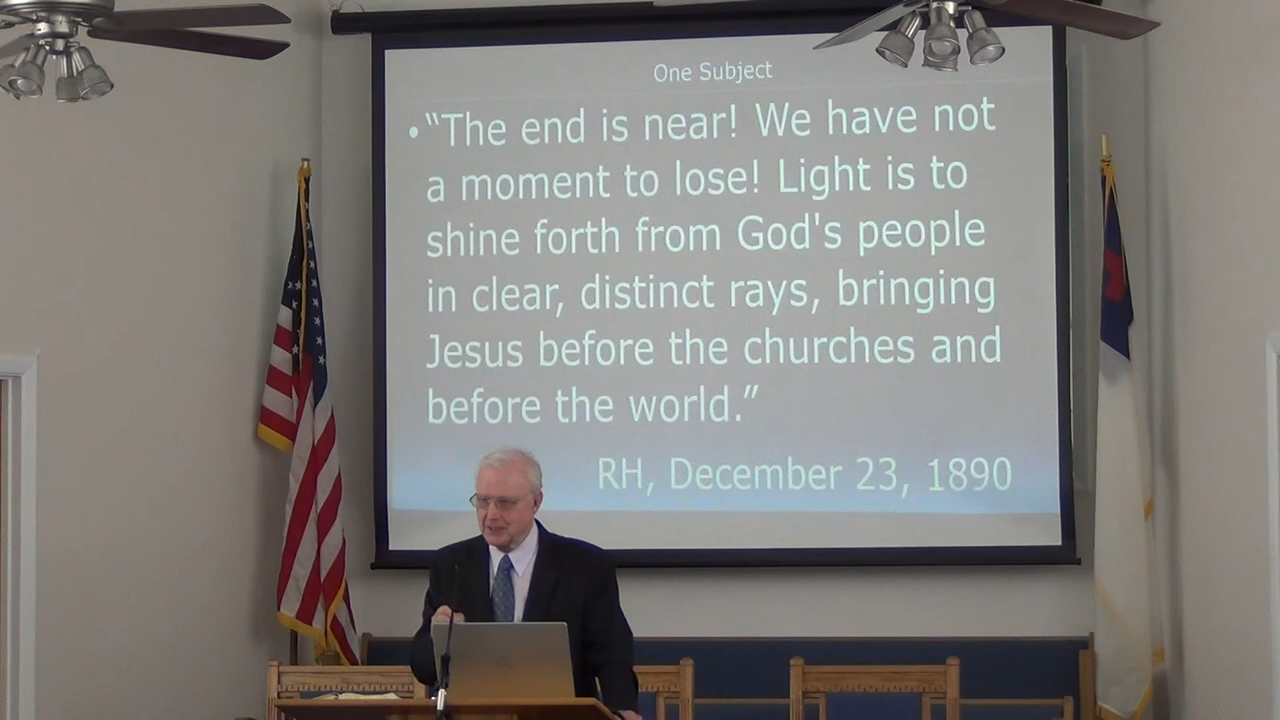 One Subject
•“The end is near! We have not
a moment to lose! Light is to
shine forth from God's people
in clear, distinct rays, bringing
Jesus before the churches and
before the world.”
RH, December 23, 1890